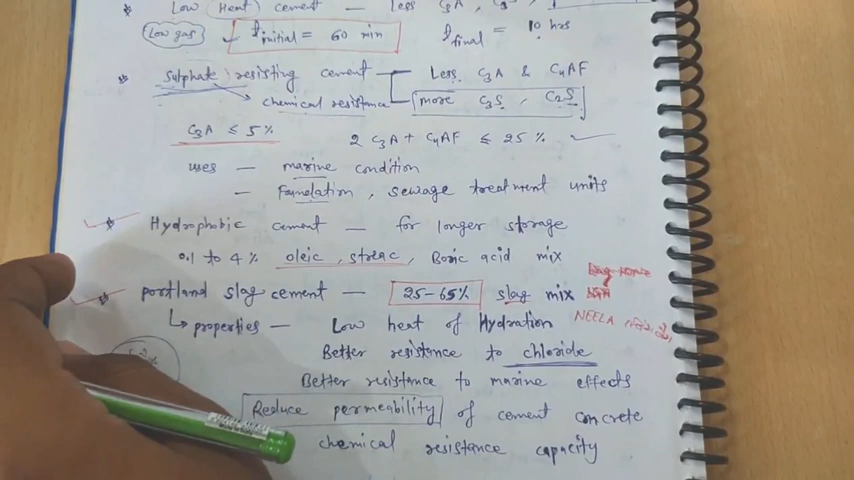 Low (Heat) cement - Less C3A,
Low gas
tinitial = 60 min tfinal = 10 hrs
Sulphate resisting cement - Less C3A & C4AF
chemical resistance more C3S, C2S
C3A ≤ 5% 2 C3A + C4AF ≤ 25%
uses - marine condition
- Foundation, sewage treatment units
Hydrophobic cement - for longer storage
0.1 to 4% oleic, streac, Boric acid mix
portland slag cement - 25-65% slag mix
properties - Low heat of Hydration NEELA
Better resistance to chloride
Better resistance to marine effects
Reduce permeability of cement concrete
chemical resistance capacity